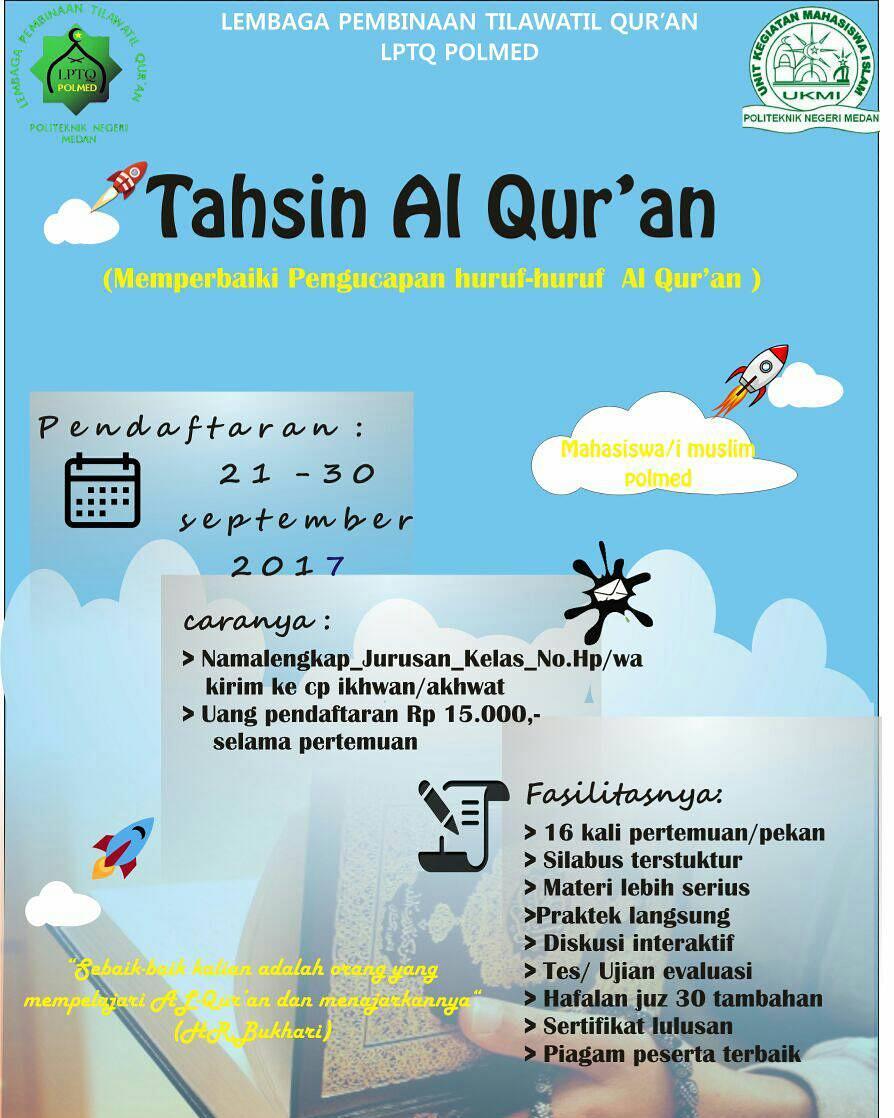 LEMBAGA PEMBINAAN TILAWATIL QUR'AN
LPTQ POLMED
LEMBAGA PEMBINAAN TILAWATIL QUR'AN
LPTQ
POLMED
POLITEKNIK NEGERI
MEDAN
UNIT KEGIATAN MAHASISWA ISLAM
UKMI
POLITEKNIK NEGERI MEDAN
Tahsin Al Qur'an
(Memperbaiki Pengucapan huruf-huruf Al Qur'an )
Pendaftaran :
21 - 30
september
2017
Mahasiswa/i muslim
polmed
caranya :
> Namalengkap_Jurusan_Kelas_No.Hp/wa
kirim ke cp ikhwan/akhwat
> Uang pendaftaran Rp 15.000,-
selama pertemuan
Fasilitasnya:
> 16 kali pertemuan/pekan
> Silabus terstuktur
> Materi lebih serius
>Praktek langsung
> Diskusi interaktif
> Tes/ Ujian evaluasi
> Hafalan juz 30 tambahan
> Sertifikat lulusan
> Piagam peserta terbaik
"Sebaik-baik kalian adalah orang yang
mempelajari AL-Qur'an dan menajarkannya"
(HR.Bukhari)